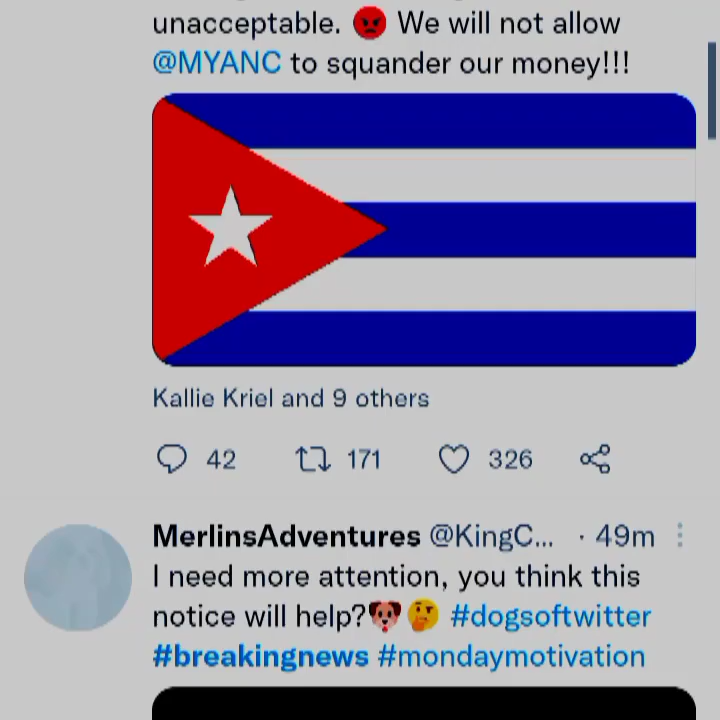 unacceptable. 😡 We will not allow
@MYANC to squander our money!!!
Kallie Kriel and 9 others
42 171 326
MerlinsAdventures @KingC... · 49m
I need more attention, you think this
notice will help?🐶🤔 #dogsoftwitter
#breakingnews #mondaymotivation